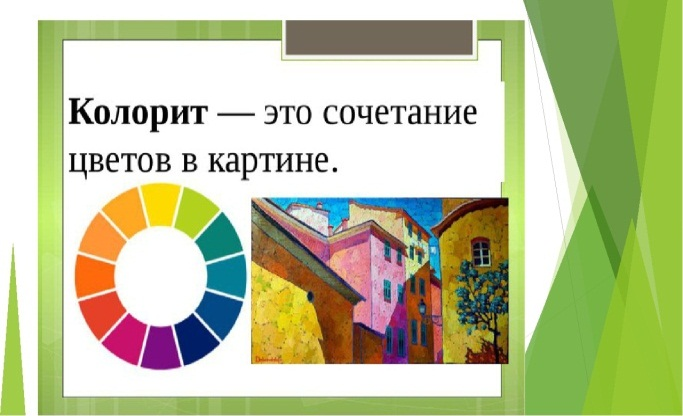 Колорит — это сочетание
цветов в картине.